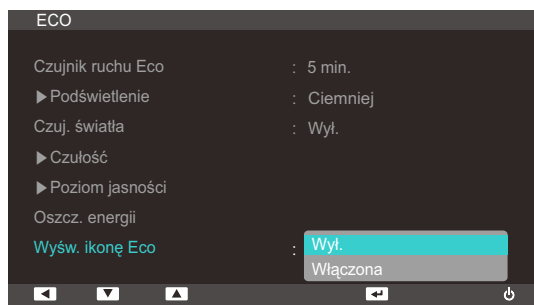 ECO
Czujnik ruchu Eco : 5 min.
▶Podświetlenie : Ciemniej
Czuj. światła : Wył.
▶Czułość
▶Poziom jasności
Oszcz. energii
Wyśw. ikonę Eco : Wył.
Włączona